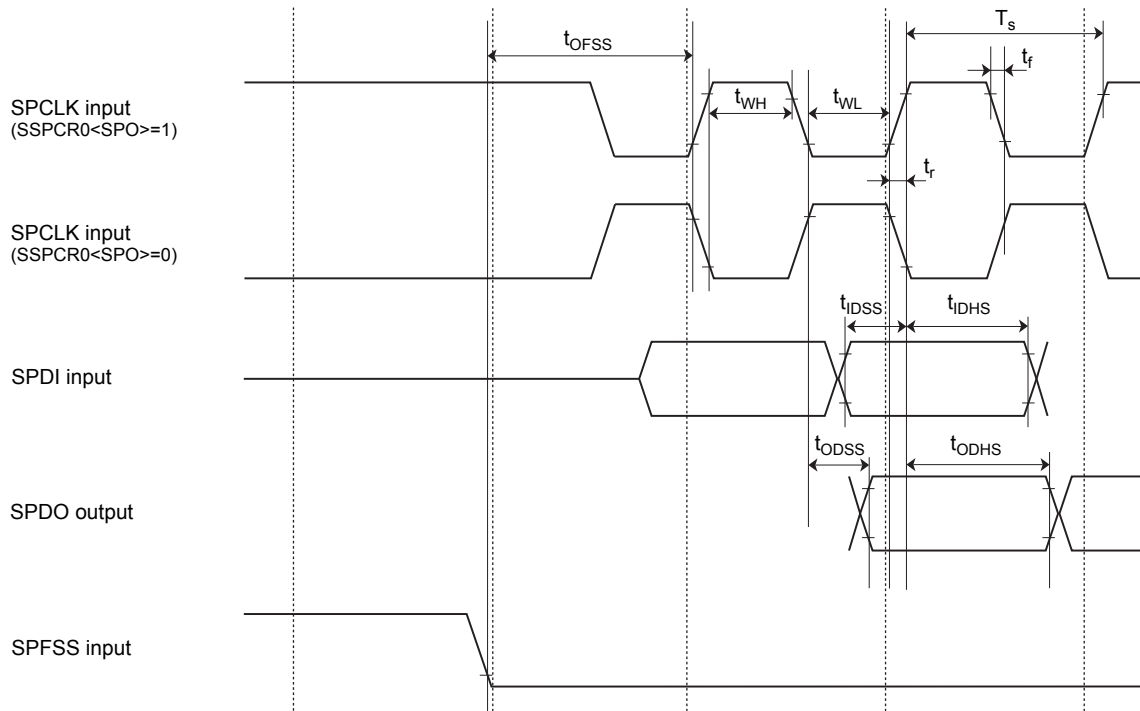 T_s
t_OFSS
t_f
SPCLK input
(SSPCR0<SPO>=1)
t_WH
t_WL
t_r
SPCLK input
(SSPCR0<SPO>=0)
t_IDSS
t_IDHS
SPDI input
t_ODSS
t_ODHS
SPDO output
SPFSS input